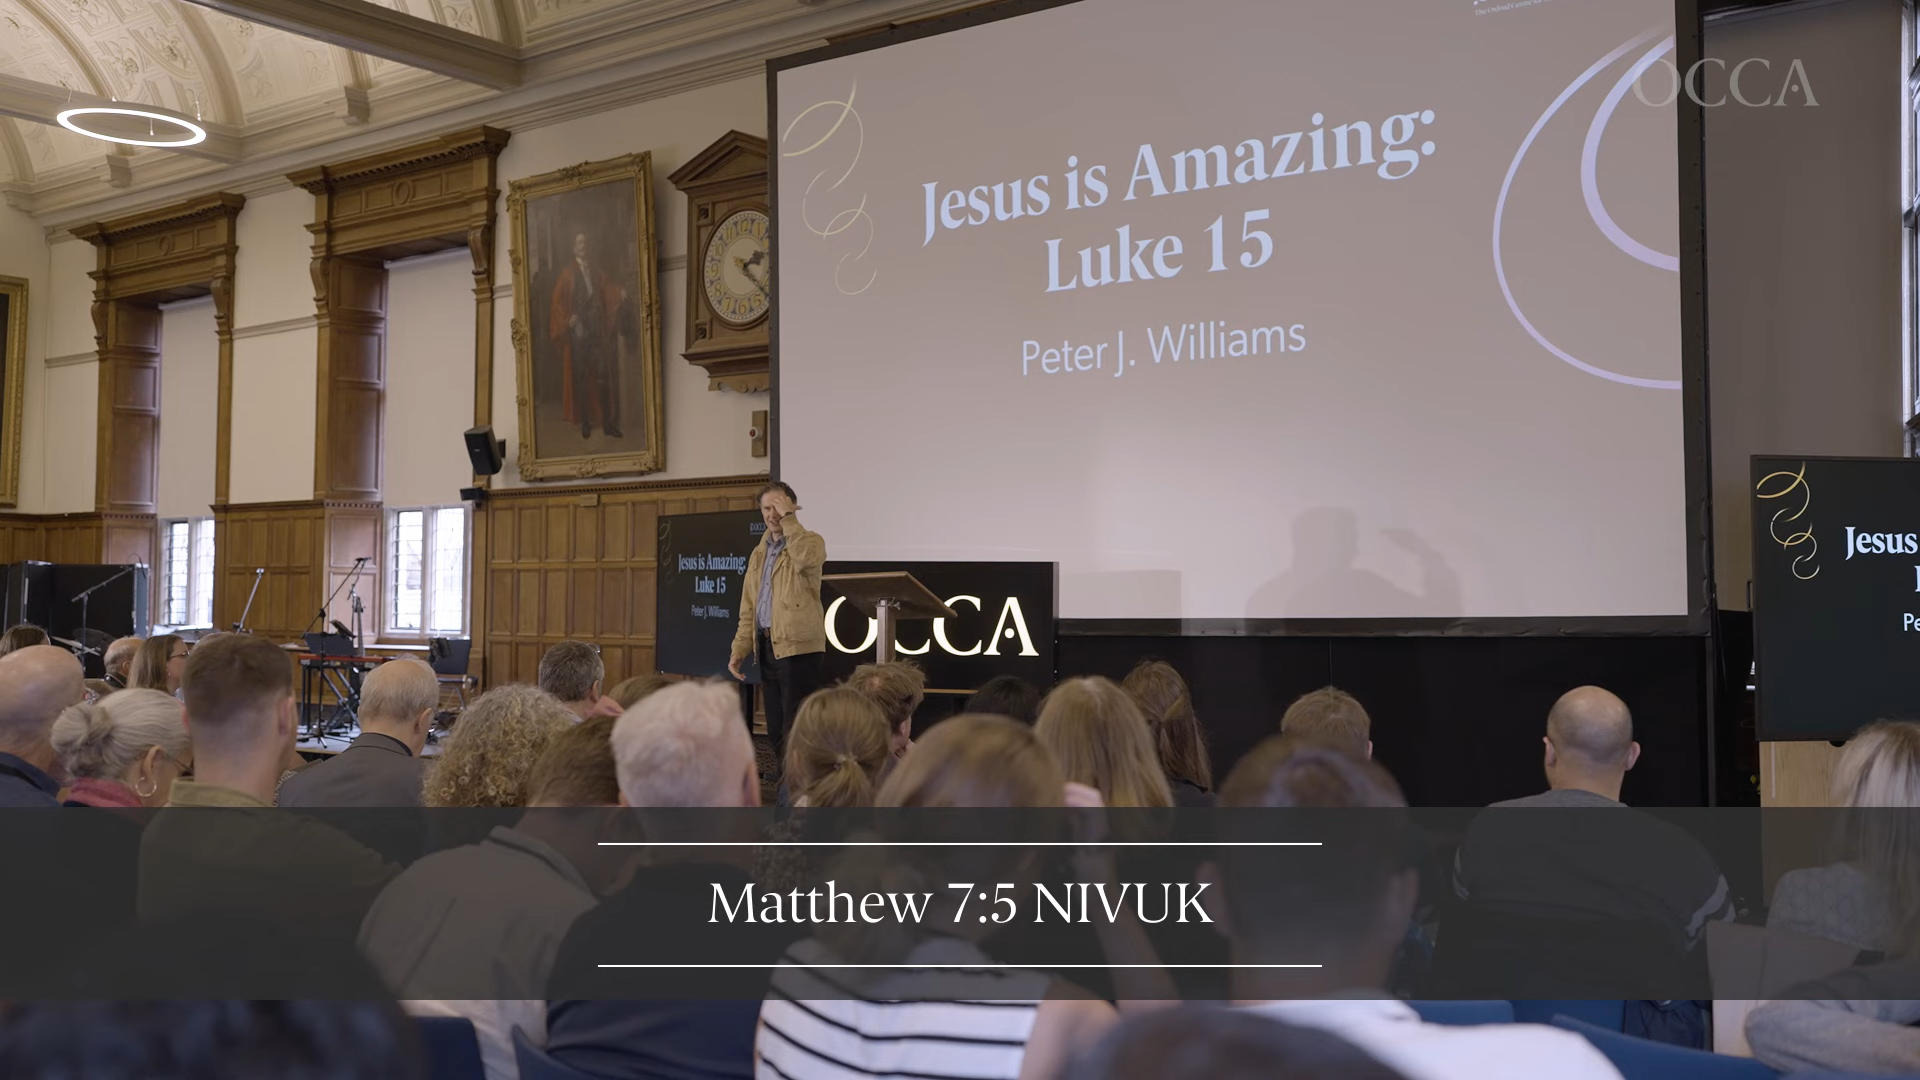 OCCA
Jesus is Amazing:
Luke 15
Peter J. Williams
Jesus is Amazing:
Luke 15
Peter J. Williams
OCCA
Jesus
Matthew 7:5 NIVUK